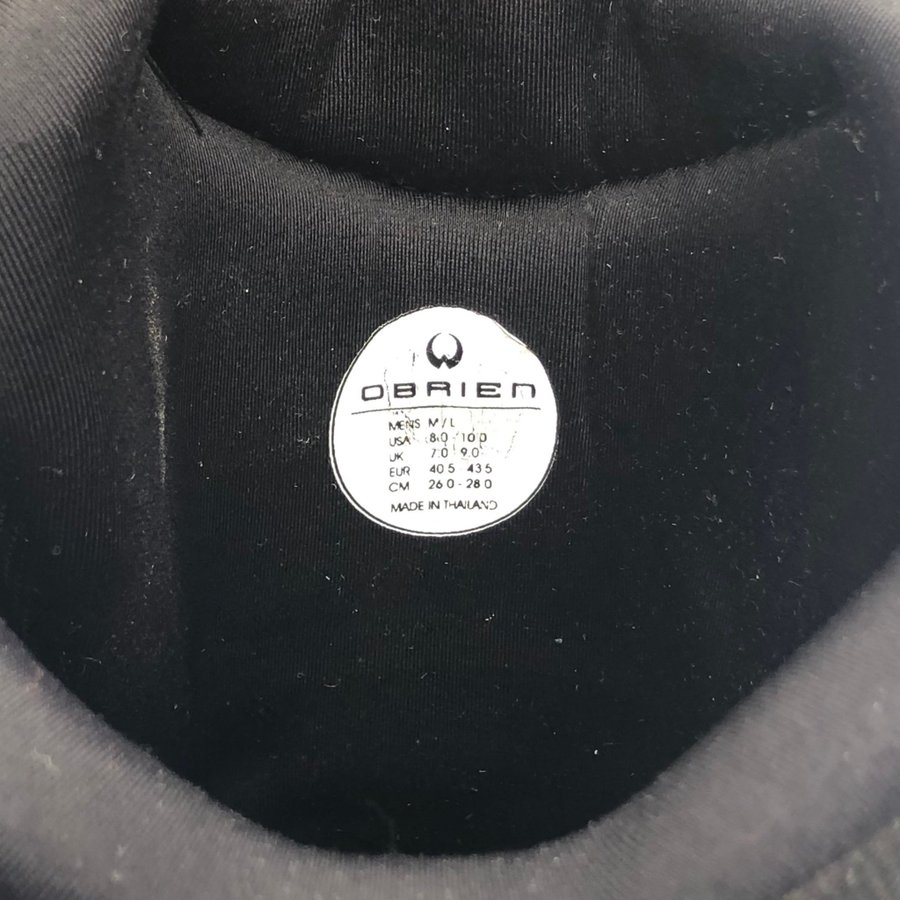 OBRIEN
MENS M/L
USA 8.0 - 10.0
UK 7.0 - 9.0
EUR 40.5 - 43.5
CM 26.0 - 28.0
MADE IN THAILAND